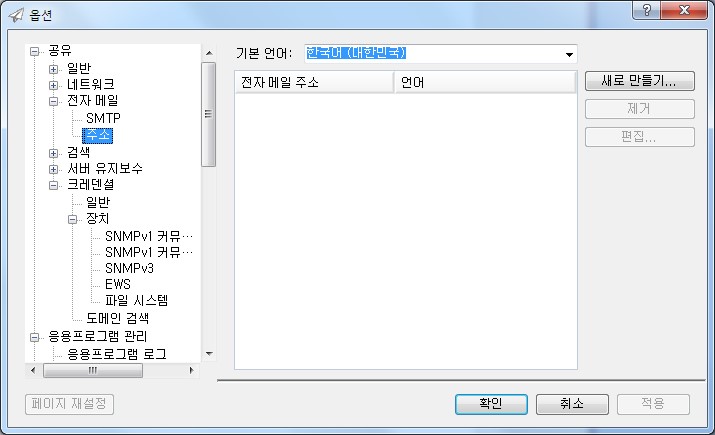 옵션
공유
일반
네트워크
전자 메일
SMTP
주소
검색
서버 유지보수
크레덴셜
일반
장치
SNMPv1 커뮤…
SNMPv1 커뮤…
SNMPv3
EWS
파일 시스템
도메인 검색
응용프로그램 관리
응용프로그램 로그
기본 언어: 한국어 (대한민국)
전자 메일 주소 언어
새로 만들기...
제거
편집...
페이지 재설정 확인 취소 적용